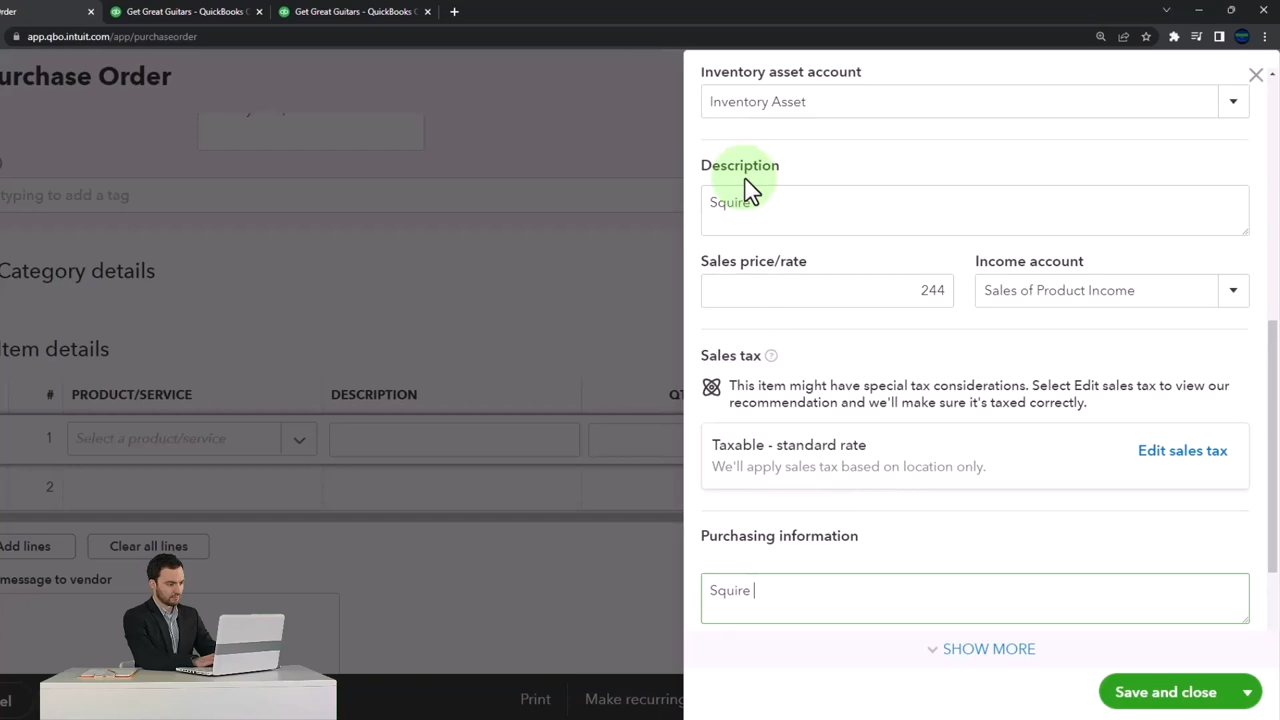 Get Great Guitars - QuickBooks
Get Great Guitars - QuickBooks
app.qbo.intuit.com/app/purchaseorder
urchase Order
typing to add a tag
Category details
Item details
# PRODUCT/SERVICE DESCRIPTION
1 Select a product/service
2
Add lines Clear all lines
message to vendor
Print Make recurring
Inventory asset account
Inventory Asset
Description
Squire
Sales price/rate Income account
244 Sales of Product Income
Sales tax
This item might have special tax considerations. Select Edit sales tax to view our
recommendation and we'll make sure it's taxed correctly.
Taxable - standard rate
Edit sales tax
We'll apply sales tax based on location only.
Purchasing information
Squire
SHOW MORE
Save and close